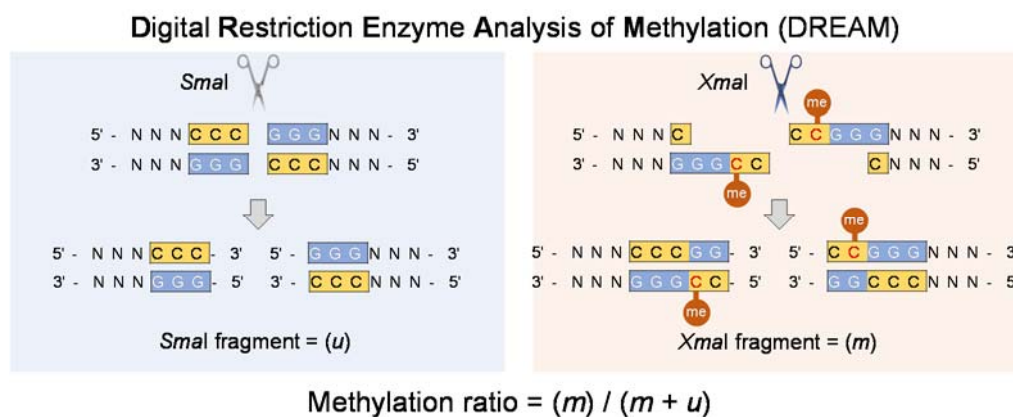 Digital Restriction Enzyme Analysis of Methylation (DREAM)
SmaI
5' - N N N C C C G G G N N N - 3'
3' - N N N G G G C C C N N N - 5'
5' - N N N C C C - 3' 5' - G G G N N N - 3'
3' - N N N G G G - 5' 3' - C C C N N N - 5'
SmaI fragment = (u)
XmaI
me
5' - N N N C C C G G G N N N - 3'
3' - N N N G G G C C C N N N - 5'
me
me
5' - N N N C C C G G - 3' 5' - C C G G G N N N - 3'
3' - N N N G G G C C - 5' 3' - G G C C C N N N - 5'
me
XmaI fragment = (m)
Methylation ratio = (m) / (m + u)